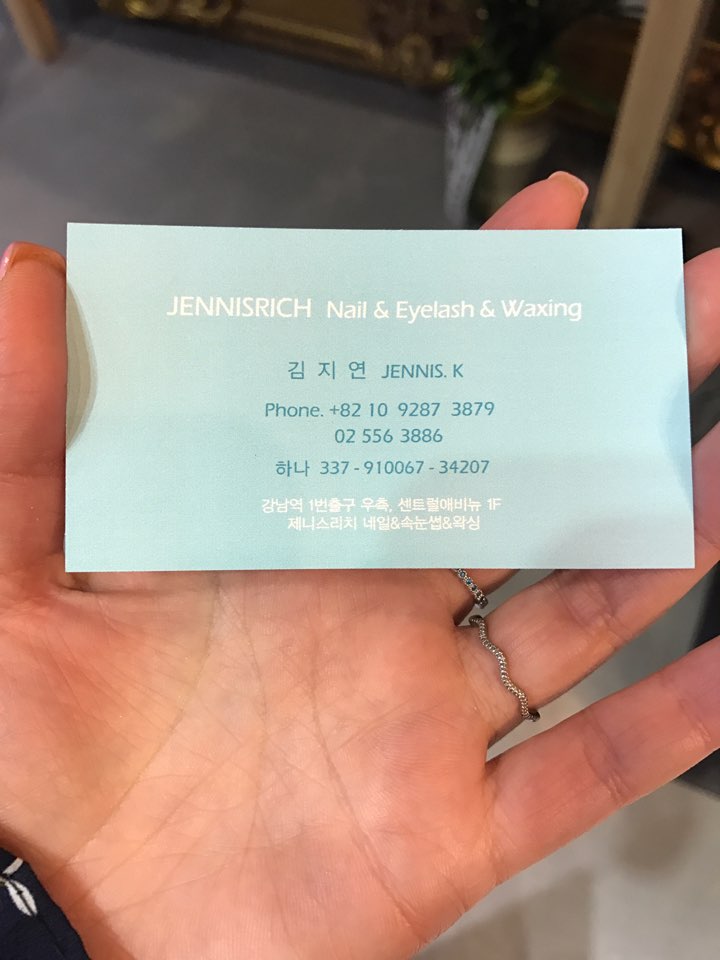 JENNISRICH Nail & Eyelash & Waxing
김 지 연 JENNIS. K
Phone. +82 10 9287 3879
02 556 3886
하나 337-910067-34207
강남역 1번출구 우측, 센트럴애비뉴 1F
제니스리치 네일&속눈썹&왁싱